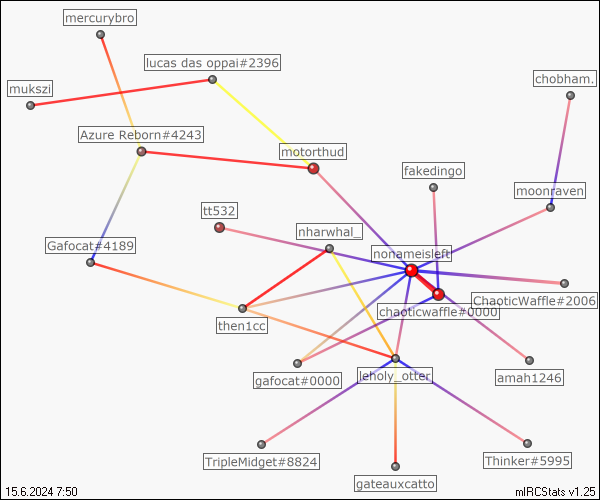 mercurybro
lucas das oppai#2396
chobham.
mukszi
Azure Reborn#4243
motorthud
fakedingo
moonraven
tt532
nharwhal_
Gafocat#4189
nonameisleft
ChaoticWaffle#2006
chaoticwaffle#0000
then1cc
gafocat#0000
leholy_otter
amah1246
TripleMidget#8824
Thinker#5995
gateauxcatto
15.6.2024 7:50
mIRCStats v1.25